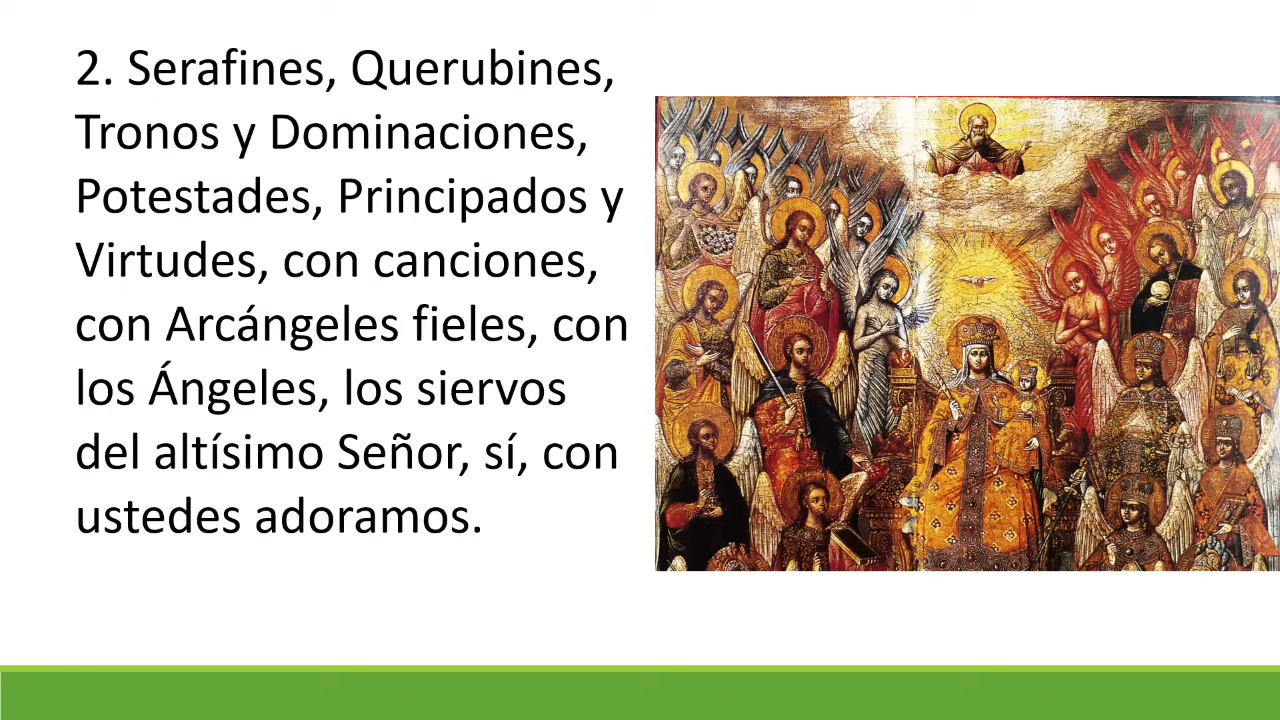 2. Serafines, Querubines,
Tronos y Dominaciones,
Potestades, Principados y
Virtudes, con canciones,
con Arcángeles fieles, con
los Ángeles, los siervos
del altísimo Señor, sí, con
ustedes adoramos.